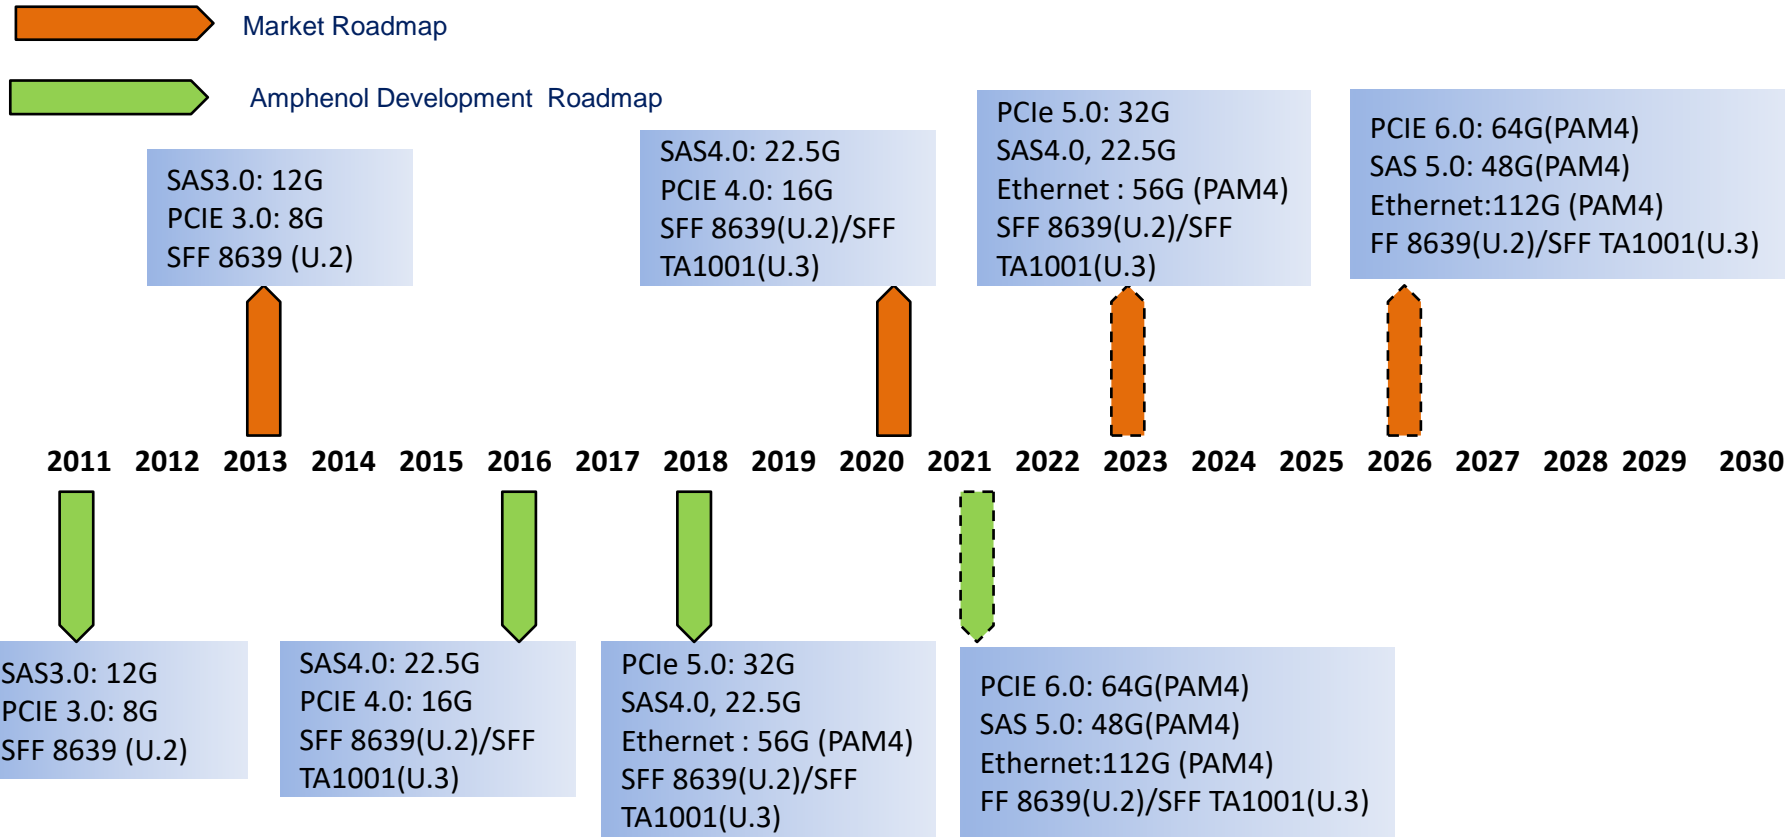 Market Roadmap
Amphenol Development Roadmap
SAS3.0: 12G
PCIE 3.0: 8G
SFF 8639 (U.2)
SAS4.0: 22.5G
PCIE 4.0: 16G
SFF 8639(U.2)/SFF
TA1001(U.3)
PCIe 5.0: 32G
SAS4.0, 22.5G
Ethernet : 56G (PAM4)
SFF 8639(U.2)/SFF
TA1001(U.3)
PCIE 6.0: 64G(PAM4)
SAS 5.0: 48G(PAM4)
Ethernet:112G (PAM4)
FF 8639(U.2)/SFF TA1001(U.3)
2011 2012 2013 2014 2015 2016 2017 2018 2019 2020 2021 2022 2023 2024 2025 2026 2027 2028 2029 2030
SAS3.0: 12G
PCIE 3.0: 8G
SFF 8639 (U.2)
SAS4.0: 22.5G
PCIE 4.0: 16G
SFF 8639(U.2)/SFF
TA1001(U.3)
PCIe 5.0: 32G
SAS4.0, 22.5G
Ethernet : 56G (PAM4)
SFF 8639(U.2)/SFF
TA1001(U.3)
PCIE 6.0: 64G(PAM4)
SAS 5.0: 48G(PAM4)
Ethernet:112G (PAM4)
FF 8639(U.2)/SFF TA1001(U.3)